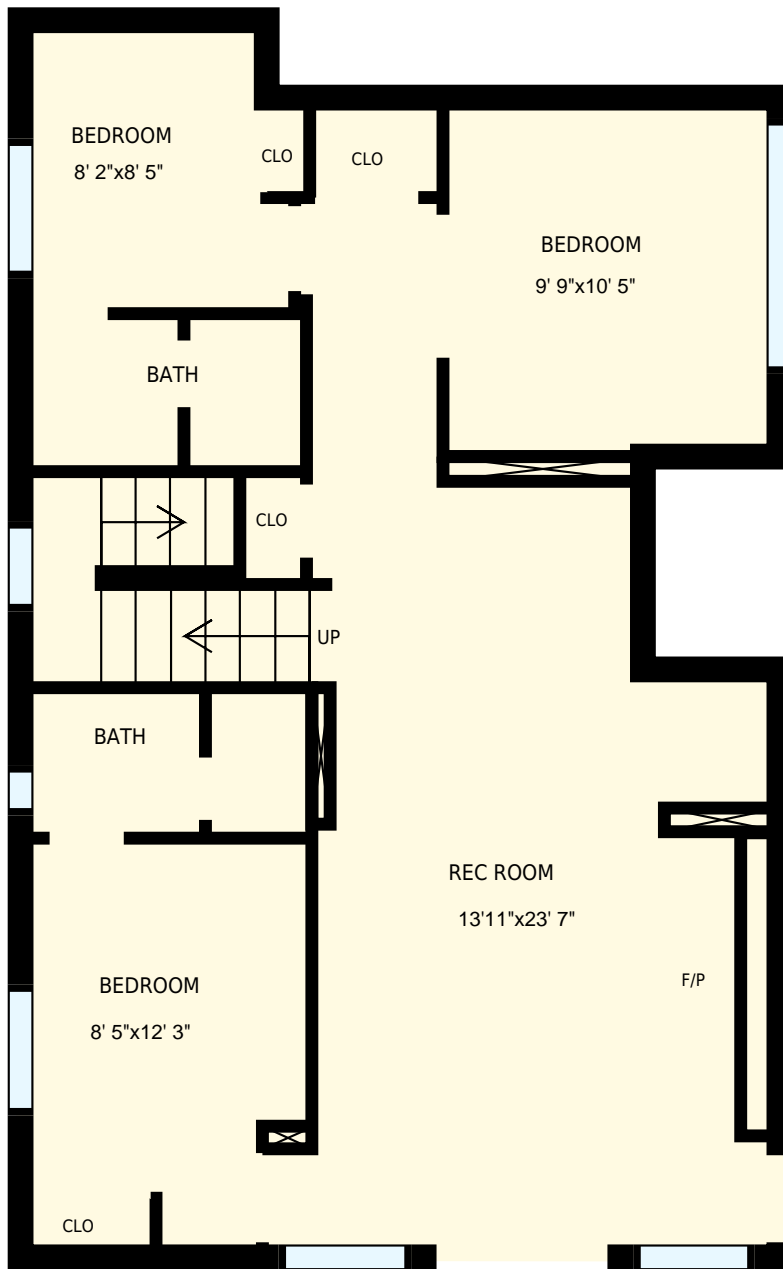 BEDROOM
8' 2"x8' 5"
CLO
CLO
BEDROOM
9' 9"x10' 5"
BATH
CLO
UP
BATH
REC ROOM
13'11"x23' 7"
F/P
BEDROOM
8' 5"x12' 3"
CLO